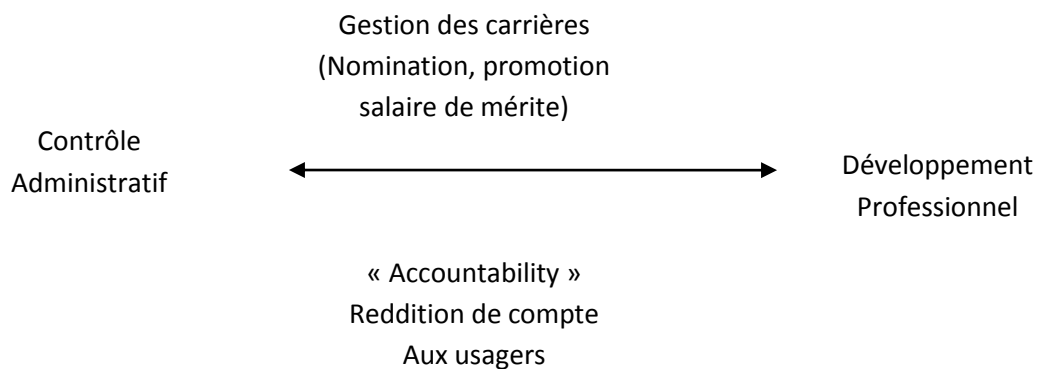 Gestion des carrières
(Nomination, promotion
salaire de mérite)
Contrôle
Administratif
Développement
Professionnel
« Accountability »
Reddition de compte
Aux usagers